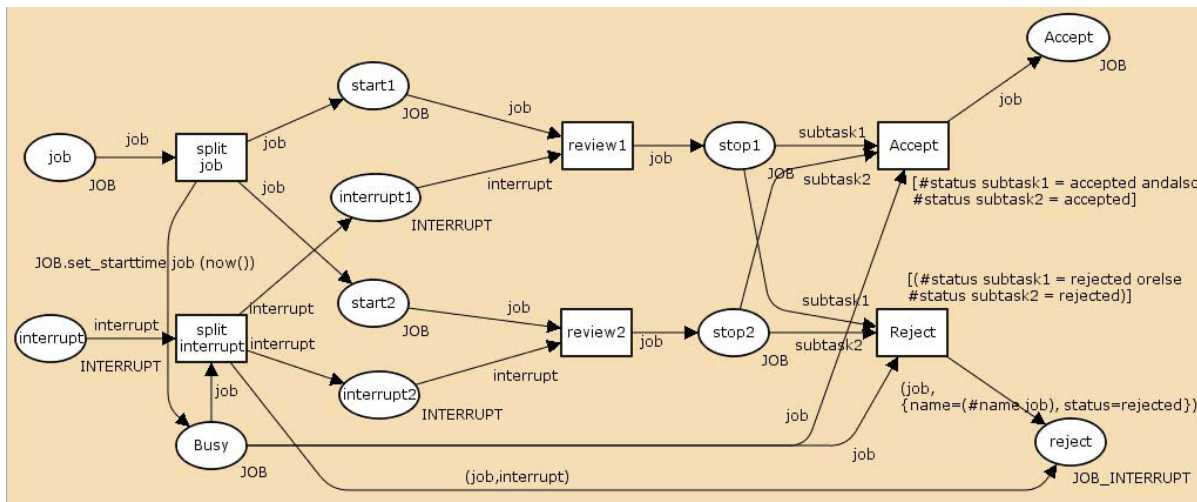 Accept
JOB
job
start1
JOB
job
job
job
JOB
job
split
job
job
review1
job
stop1
JOB
subtask1
subtask2
Accept
[#status subtask1 = accepted andalso
#status subtask2 = accepted]
interrupt
interrupt1
INTERRUPT
job
JOB.set_starttime job (now())
start2
JOB
interrupt
interrupt
INTERRUPT
interrupt
split
interrupt
interrupt
job
review2
job
stop2
JOB
subtask1
subtask2
[(#status subtask1 = rejected orelse
#status subtask2 = rejected)]
Reject
interrupt
interrupt2
INTERRUPT
job
Busy
JOB
(job,interrupt)
job
job
(job,
{name=(#name job), status=rejected})
reject
JOB_INTERRUPT